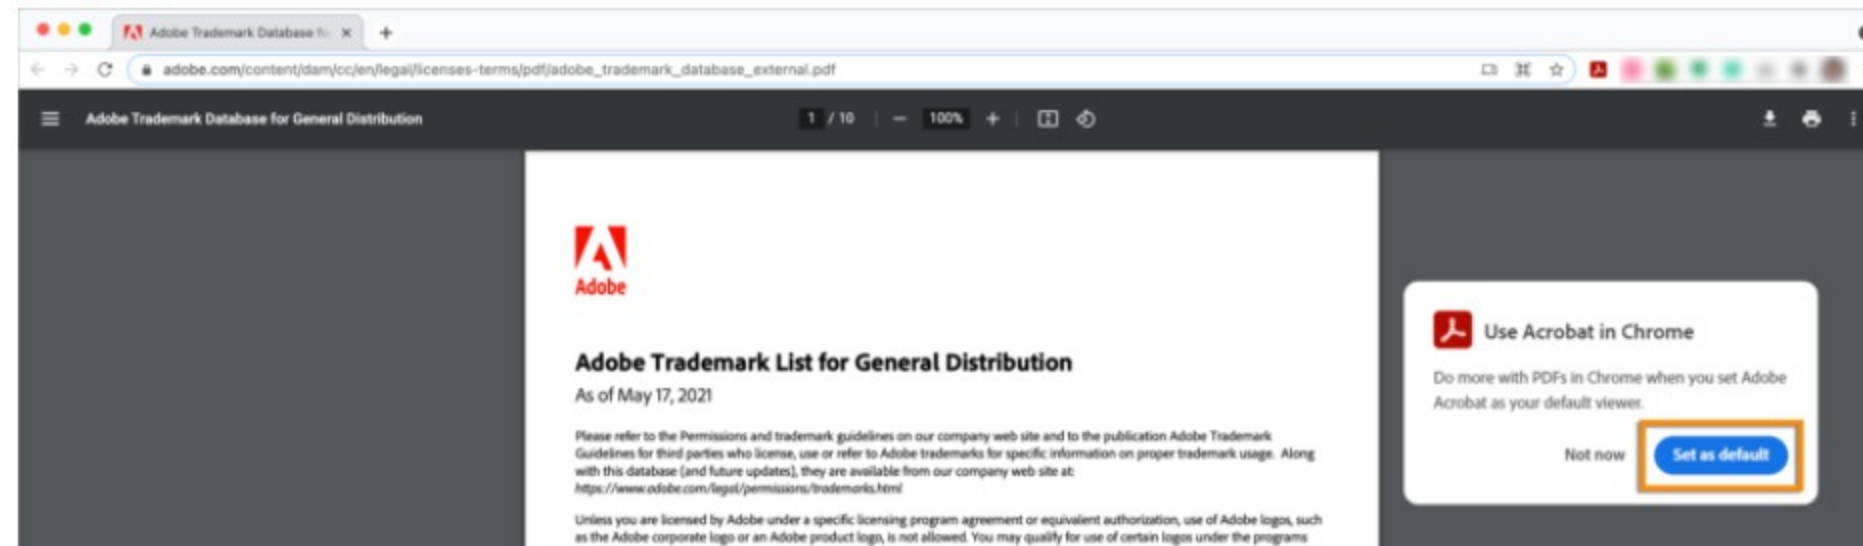 Adobe Trademark Database fo
adobe.com/content/dam/cc/en/legal/licenses-terms/pdf/adobe_trademark_database_external.pdf
Adobe Trademark Database for General Distribution
1 / 10
100%
Adobe
Adobe Trademark List for General Distribution
As of May 17, 2021
Please refer to the Permissions and trademark guidelines on our company web site and to the publication Adobe Trademark
Guidelines for third parties who license, use or refer to Adobe trademarks for specific information on proper trademark usage. Along
with this database (and future updates), they are available from our company web site at:
https://www.adobe.com/legal/permissions/trademarks.html
Unless you are licensed by Adobe under a specific licensing program agreement or equivalent authorization, use of Adobe logos, such
as the Adobe corporate logo or an Adobe product logo, is not allowed. You may qualify for use of certain logos under the programs
Use Acrobat in Chrome
Do more with PDFs in Chrome when you set Adobe
Acrobat as your default viewer.
Not now
Set as default